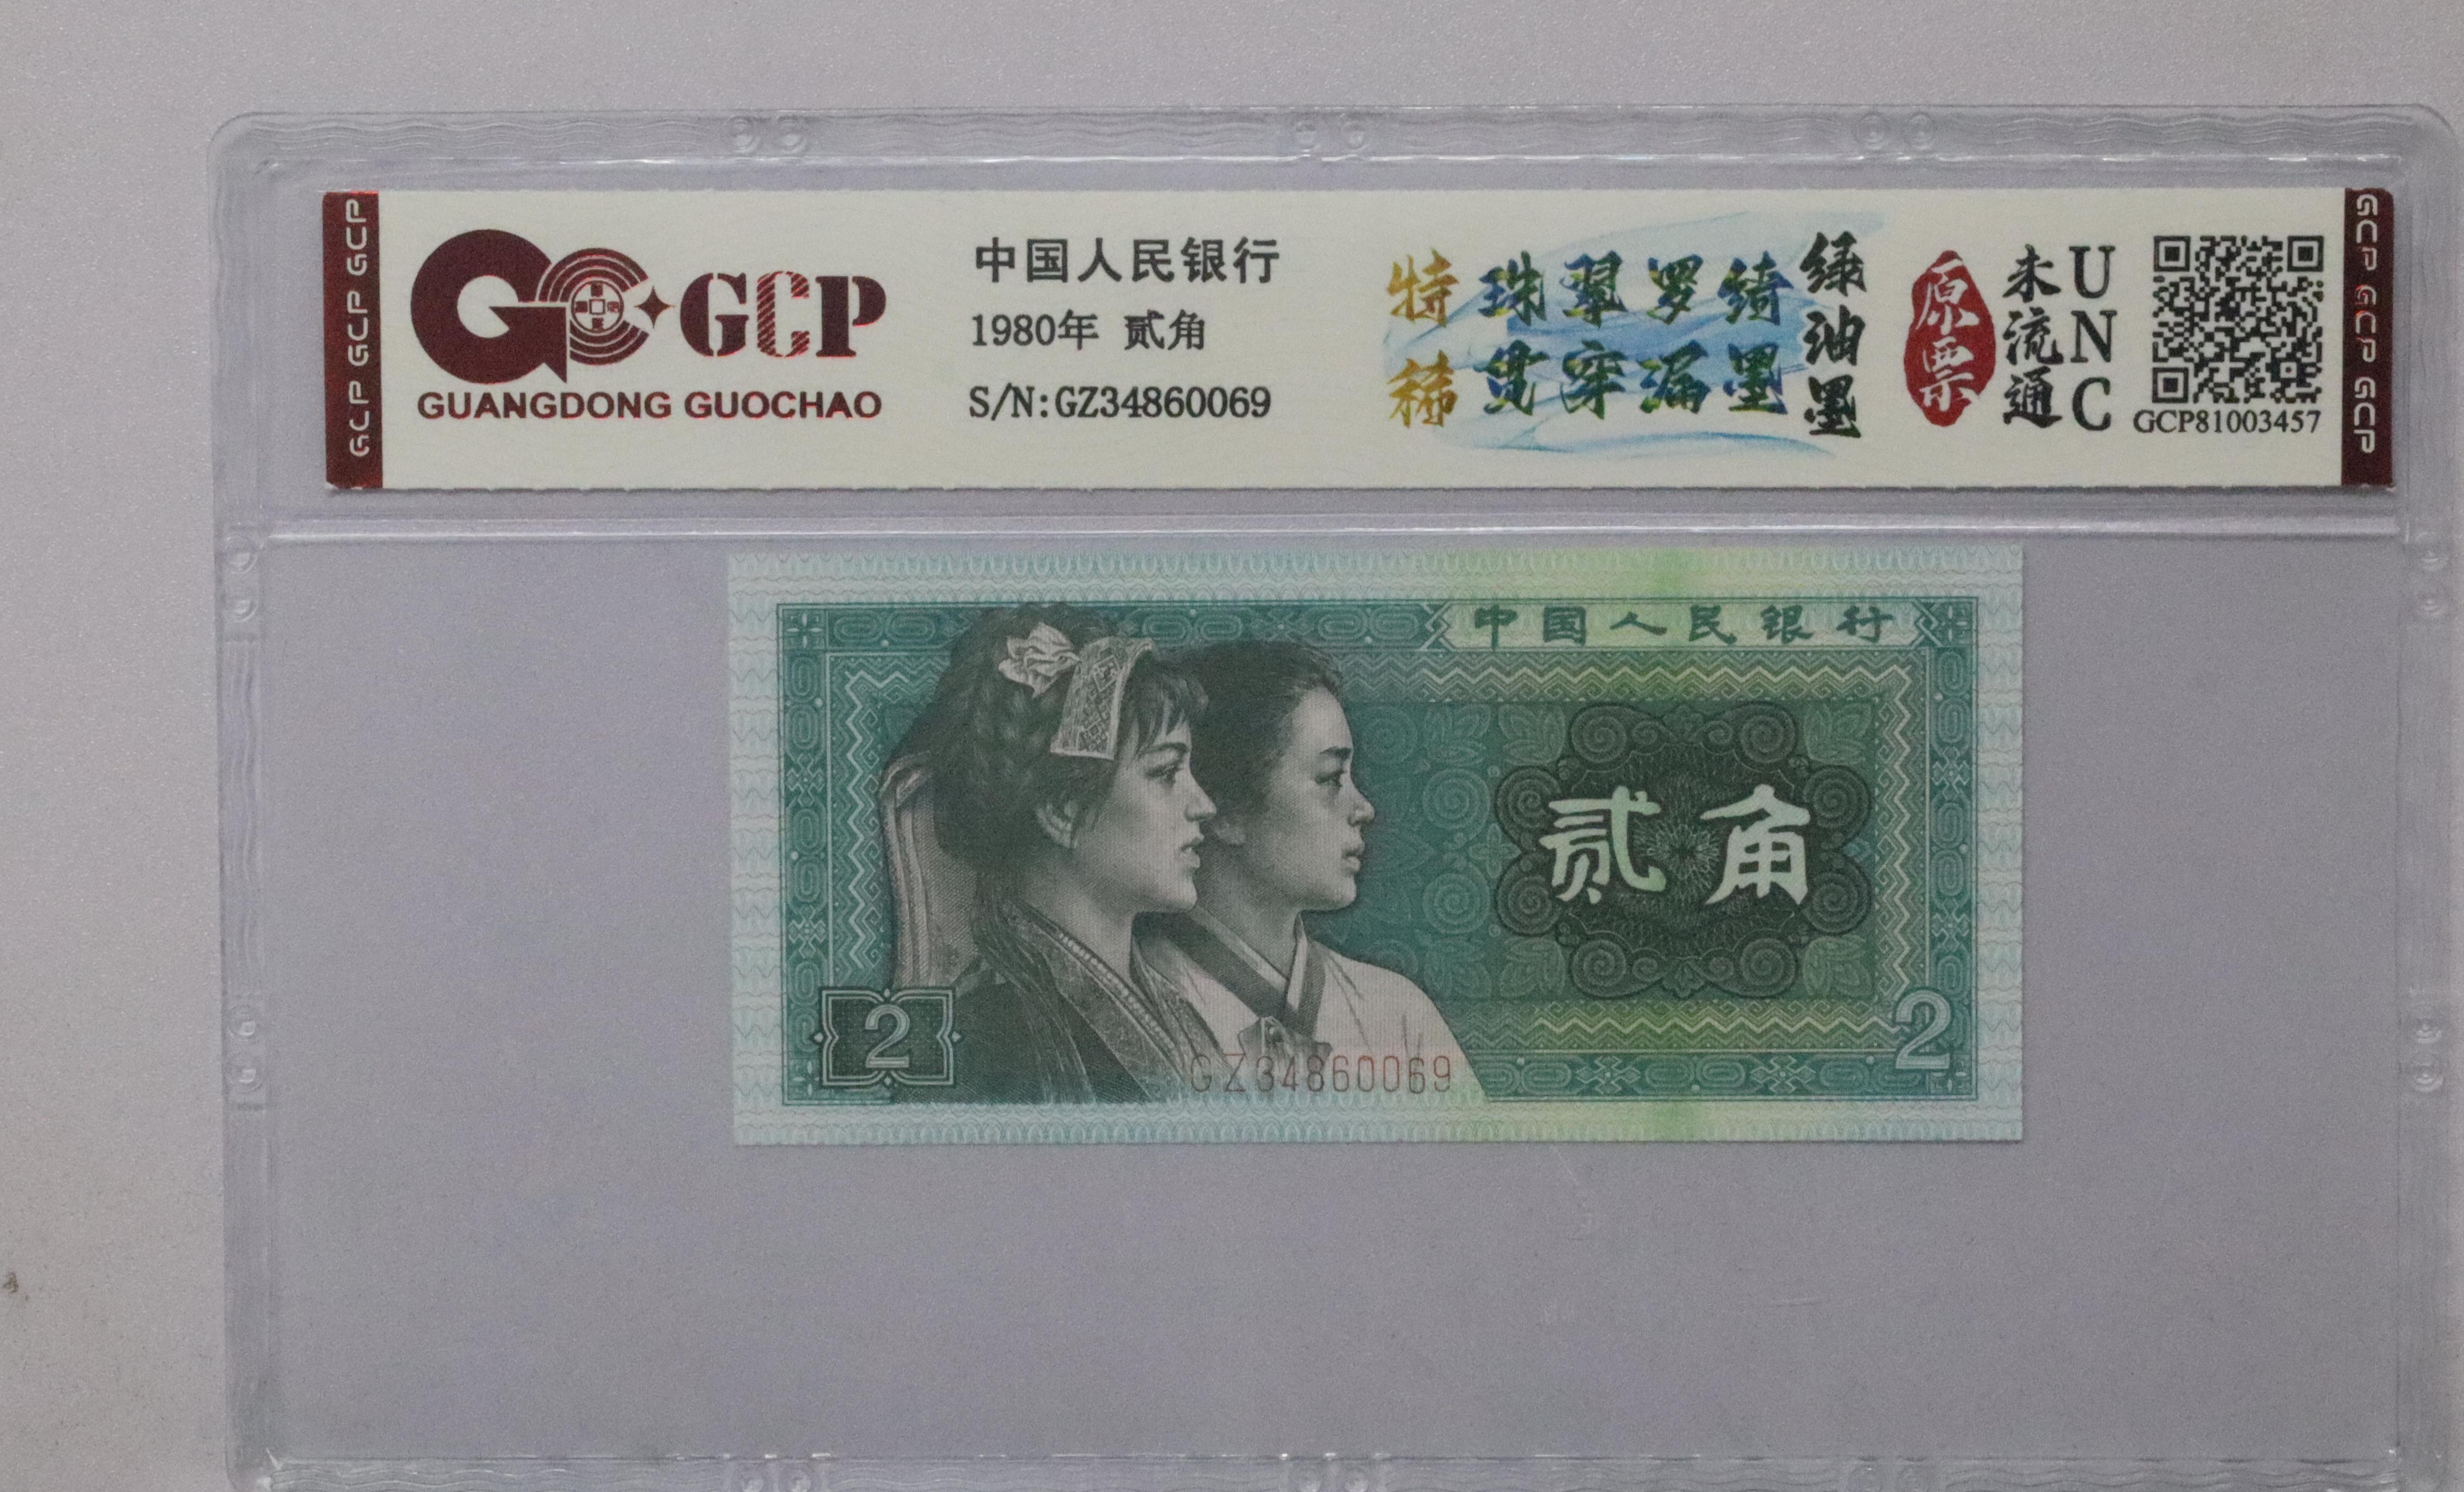 GCP GCP GCP
GCP
GUANGDONG GUOCHAO
中国人民银行
1980年 贰角
S/N:GZ34860069
特稀
珠翠罗绮
贯穿漏墨
绿油墨
原票
未流通
UNC
GCP81003457
GCP GCP GCP
中国人民银行
贰角
2
2
GZ34860069